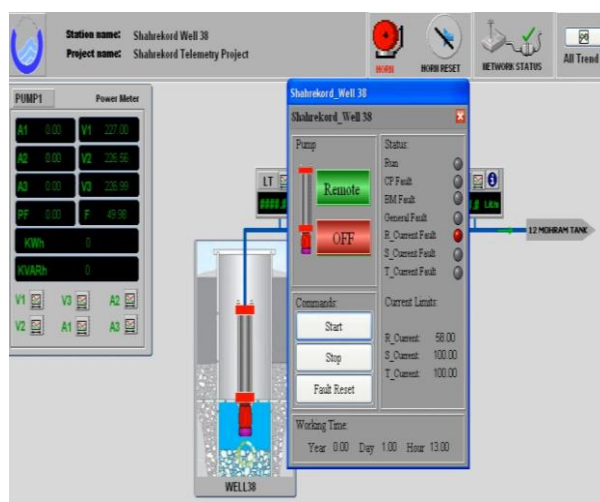 Station name: Shahrekord Well 38
Project name: Shahrekord Telemetry Project
HORN
HORN RESET
NETWORK STATUS
All Trend
PUMP1 Power Meter
A1 0.00 V1 227.00
A2 0.00 V2 226.56
A3 0.00 V3 226.99
PF 0.00 F 49.98
KWh 0
KVARh 0
V1 V3 A2
V2 A1 A3
LT
Shahrekord_Well 38
Shahrekord_Well 38
Pump
Remote
OFF
Status:
Run
CP Fault
BM Fault
General Fault
R_Current Fault
S_Current Fault
T_Current Fault
Commands:
Start
Stop
Fault Reset
Current Limits:
R_Current: 58.00
S_Current: 100.00
T_Current: 100.00
Working Time:
Year 0.00 Day 1.00 Hour 13.00
12 MOHRAM TANK
WELL38